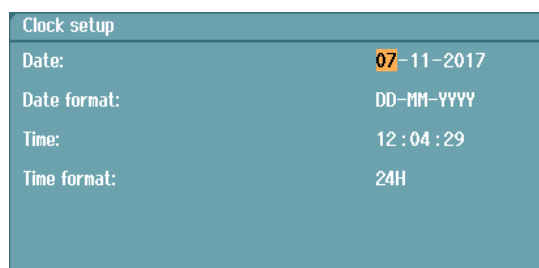 Clock setup
Date: 07-11-2017
Date format: DD-MM-YYYY
Time: 12:04:29
Time format: 24H